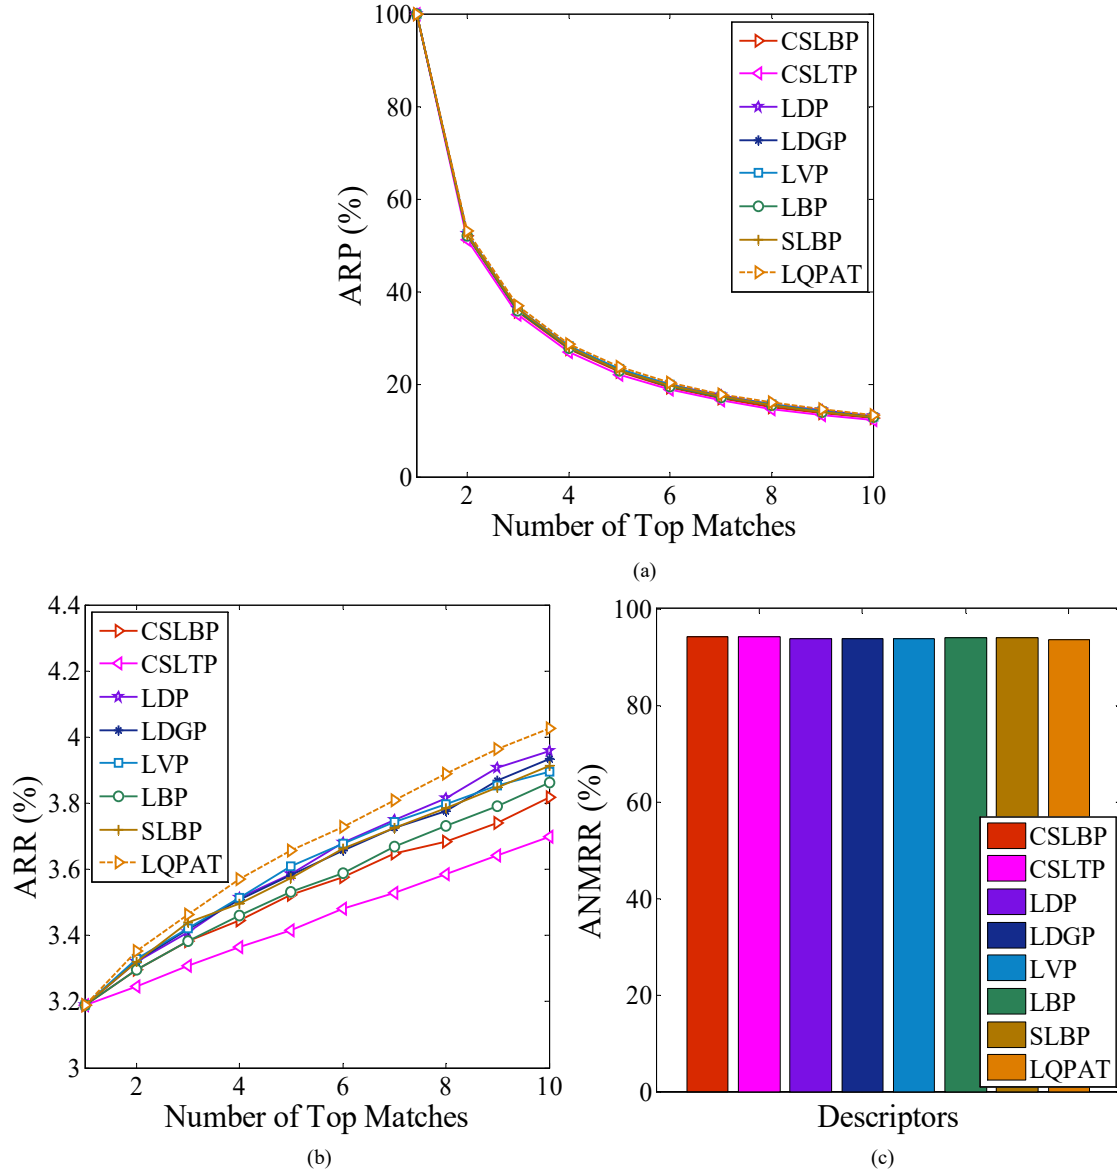 100
80
60
40
20
0
ARP (%)
CSLBP
CSLTP
LDP
LDGP
LVP
LBP
SLBP
LQPAT
2 4 6 8 10
Number of Top Matches
(a)
4.4
4.2
4
3.8
3.6
3.4
3.2
3
ARR (%)
CSLBP
CSLTP
LDP
LDGP
LVP
LBP
SLBP
LQPAT
2 4 6 8 10
Number of Top Matches
(b)
100
80
60
40
20
0
ANMRR (%)
CSLBP
CSLTP
LDP
LDGP
LVP
LBP
SLBP
LQPAT
Descriptors
(c)